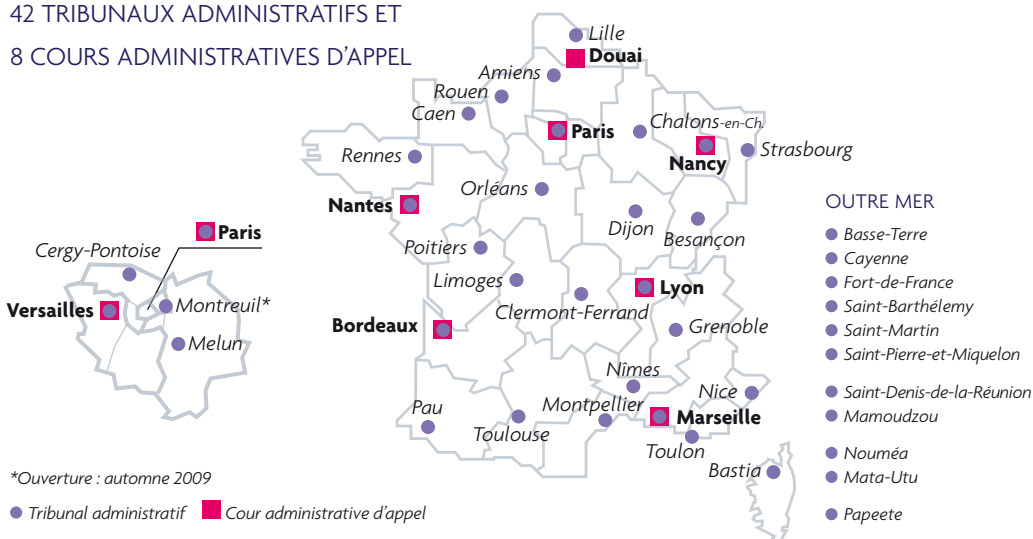 42 TRIBUNAUX ADMINISTRATIFS ET
8 COURS ADMINISTRATIVES D'APPEL
Lille
Douai
Amiens
Rouen
Caen
Paris
Chalons-en-Ch.
Nancy
Strasbourg
Rennes
Orléans
Nantes
Dijon
Besançon
Poitiers
Limoges
Clermont-Ferrand
Lyon
Bordeaux
Grenoble
Nîmes
Nice
Montpellier
Marseille
Pau
Toulouse
Toulon
Bastia
Paris
Cergy-Pontoise
Versailles
Montreuil*
Melun
OUTRE MER
Basse-Terre
Cayenne
Fort-de-France
Saint-Barthélemy
Saint-Martin
Saint-Pierre-et-Miquelon
Saint-Denis-de-la-Réunion
Mamoudzou
Nouméa
Mata-Utu
Papeete
*Ouverture : automne 2009
Tribunal administratif
Cour administrative d'appel